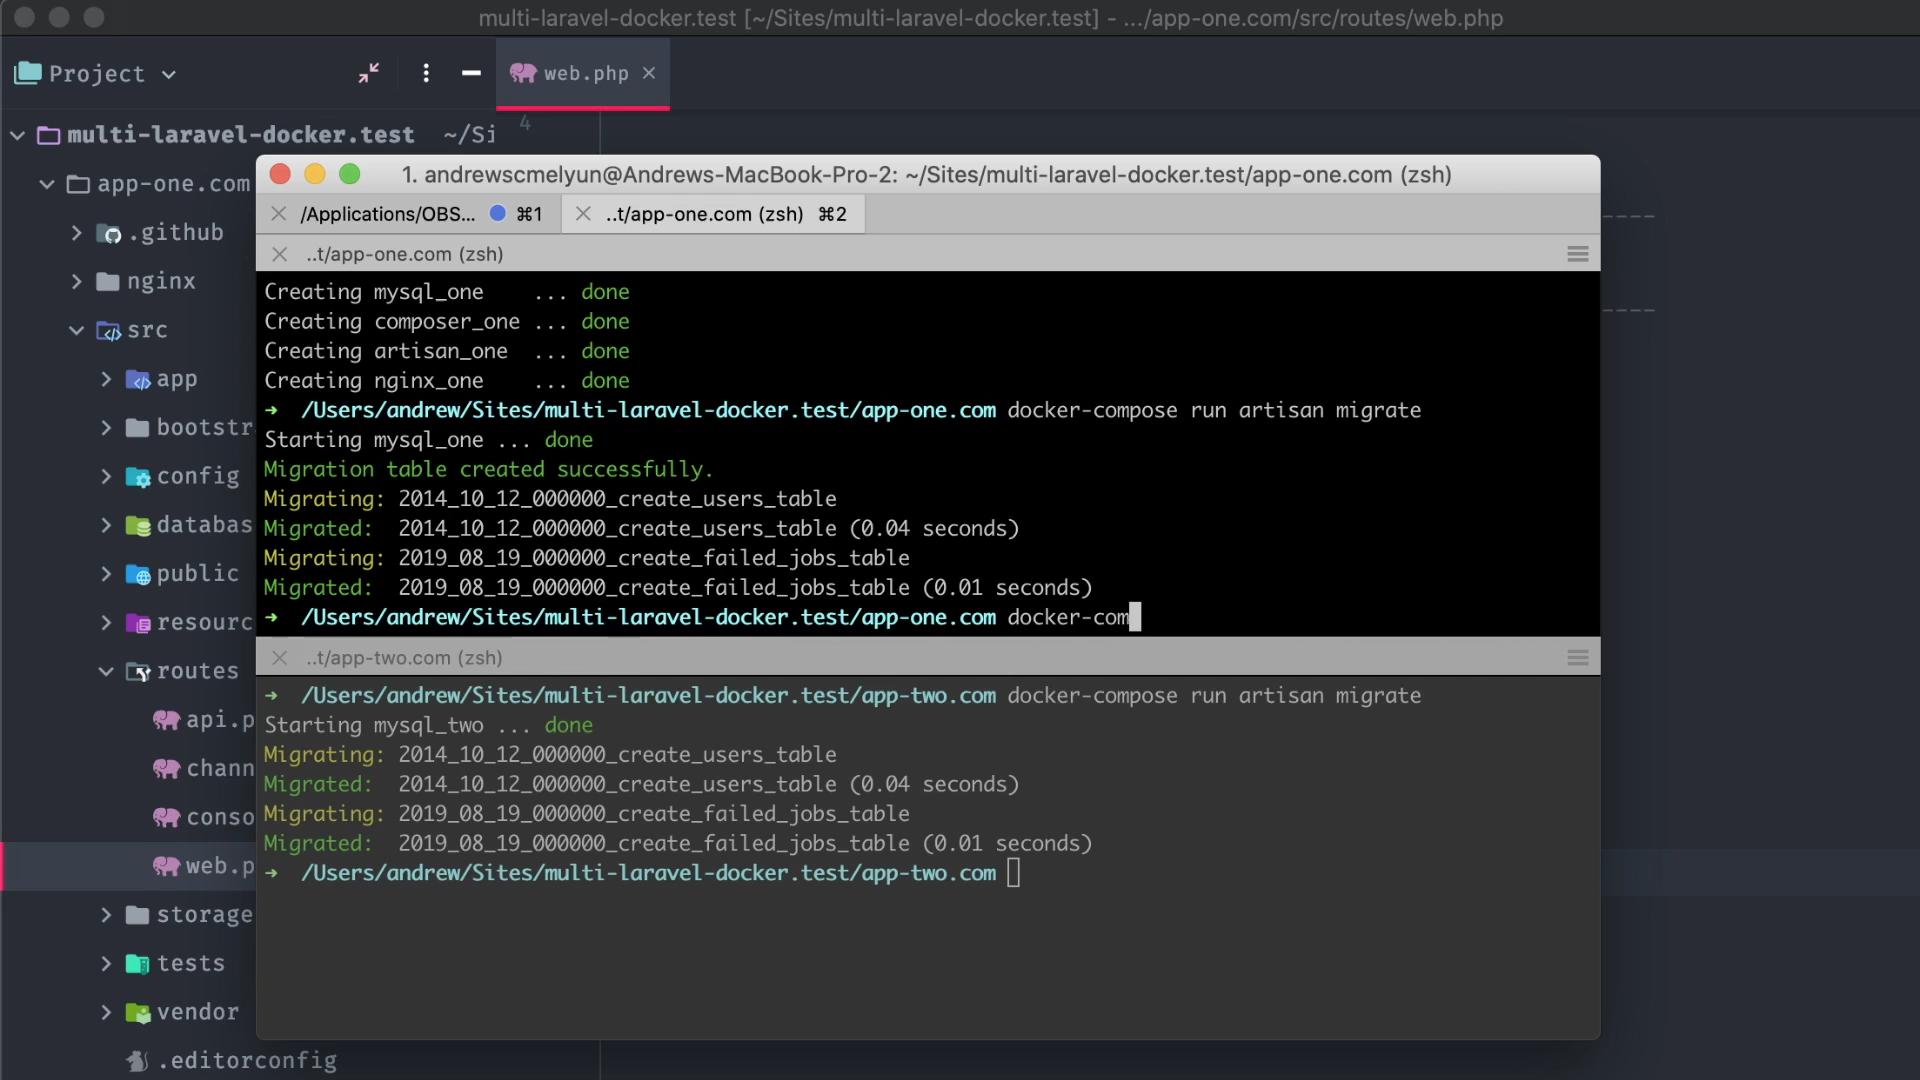 multi-laravel-docker.test [~/Sites/multi-laravel-docker.test] - .../app-one.com/src/routes/web.php
Project
web.php
4
multi-laravel-docker.test ~/Si
app-one.com
.github
nginx
src
app
bootstr
config
databas
public
resourc
routes
api.p
chann
conso
web.p
storage
tests
vendor
.editorconfig
1. andrewscmelyun@Andrews-MacBook-Pro-2: ~/Sites/multi-laravel-docker.test/app-one.com (zsh)
/Applications/OBS... ⌘1
..t/app-one.com (zsh) ⌘2
..t/app-one.com (zsh)
Creating mysql_one ... done
Creating composer_one ... done
Creating artisan_one ... done
Creating nginx_one ... done
→ /Users/andrew/Sites/multi-laravel-docker.test/app-one.com docker-compose run artisan migrate
Starting mysql_one ... done
Migration table created successfully.
Migrating: 2014_10_12_000000_create_users_table
Migrated: 2014_10_12_000000_create_users_table (0.04 seconds)
Migrating: 2019_08_19_000000_create_failed_jobs_table
Migrated: 2019_08_19_000000_create_failed_jobs_table (0.01 seconds)
→ /Users/andrew/Sites/multi-laravel-docker.test/app-one.com docker-com
..t/app-two.com (zsh)
→ /Users/andrew/Sites/multi-laravel-docker.test/app-two.com docker-compose run artisan migrate
Starting mysql_two ... done
Migrating: 2014_10_12_000000_create_users_table
Migrated: 2014_10_12_000000_create_users_table (0.04 seconds)
Migrating: 2019_08_19_000000_create_failed_jobs_table
Migrated: 2019_08_19_000000_create_failed_jobs_table (0.01 seconds)
→ /Users/andrew/Sites/multi-laravel-docker.test/app-two.com